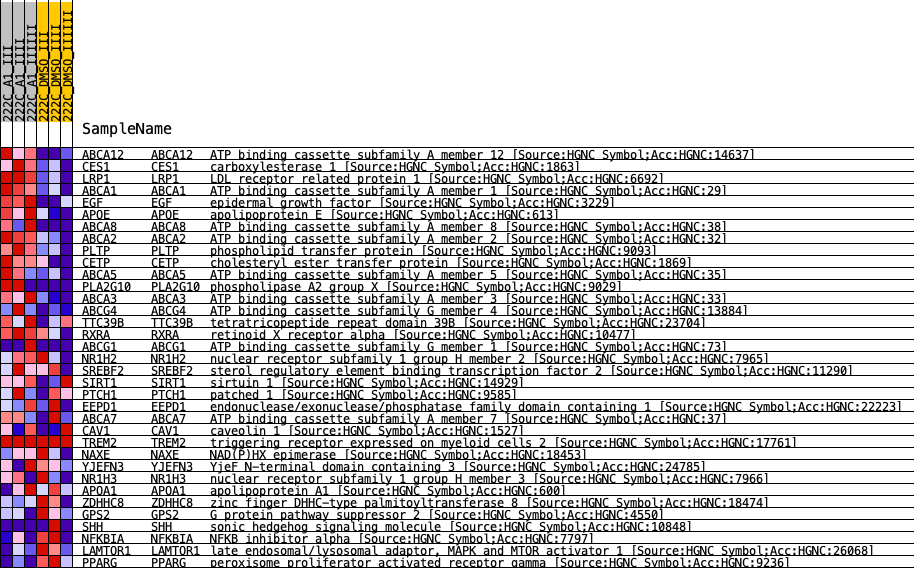 222C_A1_III
222C_A1_IIII
222C_A1_IIIIII
222C_DMSO_III
222C_DMSO_IIII
222C_DMSO_IIIIII
SampleName
ABCA12 ABCA12 ATP binding cassette subfamily A member 12 [Source:HGNC Symbol;Acc:HGNC:14637]
CES1 CES1 carboxylesterase 1 [Source:HGNC Symbol;Acc:HGNC:1863]
LRP1 LRP1 LDL receptor related protein 1 [Source:HGNC Symbol;Acc:HGNC:6692]
ABCA1 ABCA1 ATP binding cassette subfamily A member 1 [Source:HGNC Symbol;Acc:HGNC:29]
EGF EGF epidermal growth factor [Source:HGNC Symbol;Acc:HGNC:3229]
APOE APOE apolipoprotein E [Source:HGNC Symbol;Acc:HGNC:613]
ABCA8 ABCA8 ATP binding cassette subfamily A member 8 [Source:HGNC Symbol;Acc:HGNC:38]
ABCA2 ABCA2 ATP binding cassette subfamily A member 2 [Source:HGNC Symbol;Acc:HGNC:32]
PLTP PLTP phospholipid transfer protein [Source:HGNC Symbol;Acc:HGNC:9093]
CETP CETP cholesteryl ester transfer protein [Source:HGNC Symbol;Acc:HGNC:1869]
ABCA5 ABCA5 ATP binding cassette subfamily A member 5 [Source:HGNC Symbol;Acc:HGNC:35]
PLA2G10 PLA2G10 phospholipase A2 group X [Source:HGNC Symbol;Acc:HGNC:9029]
ABCA3 ABCA3 ATP binding cassette subfamily A member 3 [Source:HGNC Symbol;Acc:HGNC:33]
ABCG4 ABCG4 ATP binding cassette subfamily G member 4 [Source:HGNC Symbol;Acc:HGNC:13884]
TTC39B TTC39B tetratricopeptide repeat domain 39B [Source:HGNC Symbol;Acc:HGNC:23704]
RXRA RXRA retinoid X receptor alpha [Source:HGNC Symbol;Acc:HGNC:10477]
ABCG1 ABCG1 ATP binding cassette subfamily G member 1 [Source:HGNC Symbol;Acc:HGNC:73]
NR1H2 NR1H2 nuclear receptor subfamily 1 group H member 2 [Source:HGNC Symbol;Acc:HGNC:7965]
SREBF2 SREBF2 sterol regulatory element binding transcription factor 2 [Source:HGNC Symbol;Acc:HGNC:11290]
SIRT1 SIRT1 sirtuin 1 [Source:HGNC Symbol;Acc:HGNC:14929]
PTCH1 PTCH1 patched 1 [Source:HGNC Symbol;Acc:HGNC:9585]
EEPD1 EEPD1 endonuclease/exonuclease/phosphatase family domain containing 1 [Source:HGNC Symbol;Acc:HGNC:22223]
ABCA7 ABCA7 ATP binding cassette subfamily A member 7 [Source:HGNC Symbol;Acc:HGNC:37]
CAV1 CAV1 caveolin 1 [Source:HGNC Symbol;Acc:HGNC:1527]
TREM2 TREM2 triggering receptor expressed on myeloid cells 2 [Source:HGNC Symbol;Acc:HGNC:17761]
NAXE NAXE NAD(P)HX epimerase [Source:HGNC Symbol;Acc:HGNC:18453]
YJEFN3 YJEFN3 YjeF N-terminal domain containing 3 [Source:HGNC Symbol;Acc:HGNC:24785]
NR1H3 NR1H3 nuclear receptor subfamily 1 group H member 3 [Source:HGNC Symbol;Acc:HGNC:7966]
APOA1 APOA1 apolipoprotein A1 [Source:HGNC Symbol;Acc:HGNC:600]
ZDHHC8 ZDHHC8 zinc finger DHHC-type palmitoyltransferase 8 [Source:HGNC Symbol;Acc:HGNC:18474]
GPS2 GPS2 G protein pathway suppressor 2 [Source:HGNC Symbol;Acc:HGNC:4550]
SHH SHH sonic hedgehog signaling molecule [Source:HGNC Symbol;Acc:HGNC:10848]
NFKBIA NFKBIA NFKB inhibitor alpha [Source:HGNC Symbol;Acc:HGNC:7797]
LAMTOR1 LAMTOR1 late endosomal/lysosomal adaptor, MAPK and MTOR activator 1 [Source:HGNC Symbol;Acc:HGNC:26068]
PPARG PPARG peroxisome proliferator activated receptor gamma [Source:HGNC Symbol;Acc:HGNC:9236]